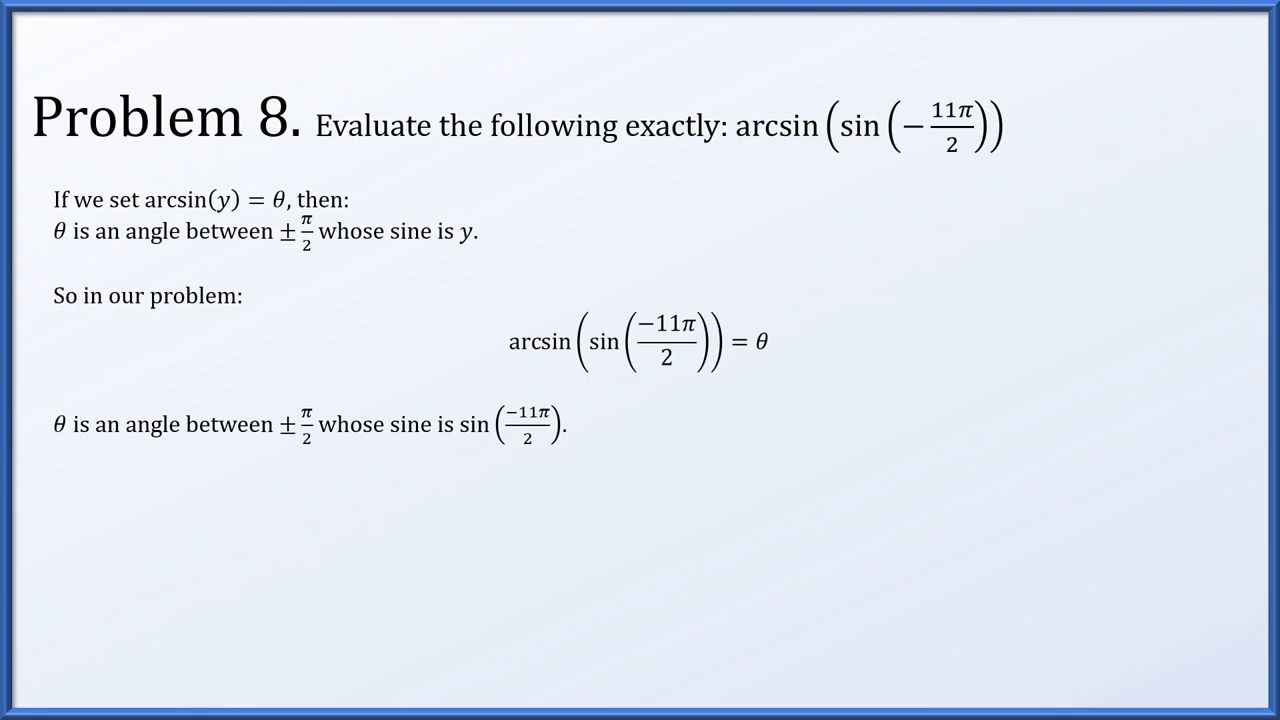 Problem 8. Evaluate the following exactly: arcsin(sin(−11π/2))
If we set arcsin(y) = θ, then:
θ is an angle between ±π/2 whose sine is y.
So in our problem:
arcsin(sin(−11π/2)) = θ
θ is an angle between ±π/2 whose sine is sin(−11π/2).